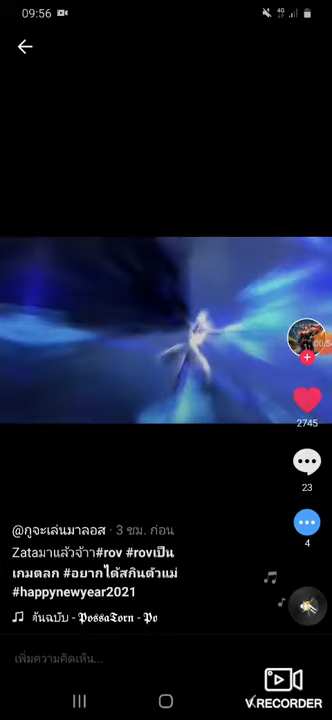 09:56
4G
00:5
2745
23
4
@กูจะเล่นมาลอส · 3 ชม. ก่อน
Zataมาแล้วจ้าา#rov #rovเป็น
เกมตลก #อยากได้สกินตัวแม่
#happynewyear2021
ต้นฉบับ - 𝕻𝖔𝖘𝖘𝖆𝕿𝖔𝖗𝖓 - 𝕻𝖔
เพิ่มความคิดเห็น...
V.RECORDER